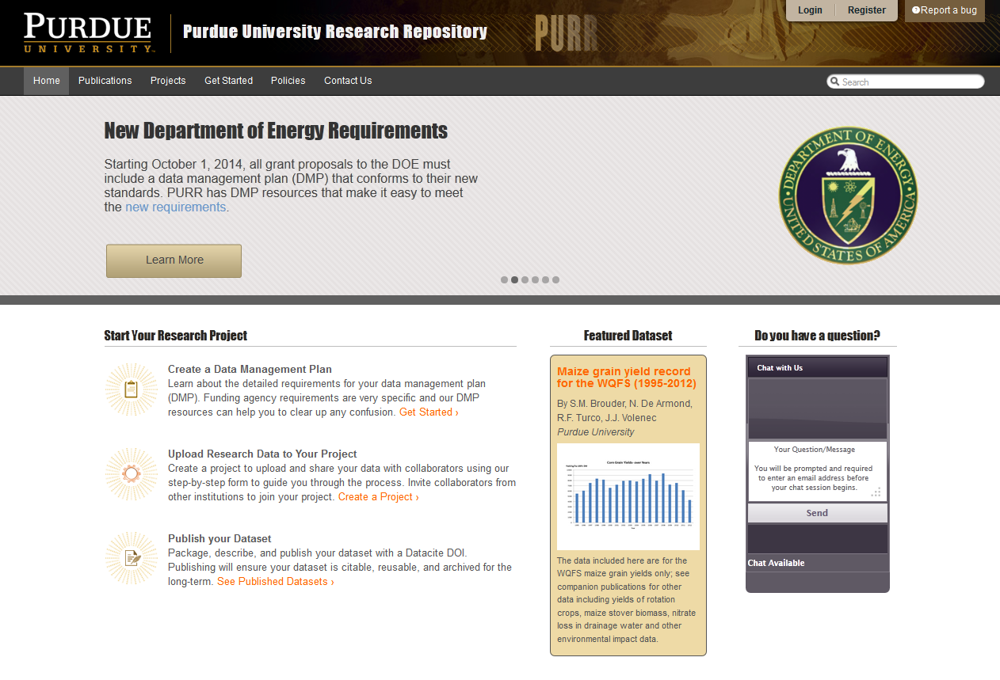 PURDUE
UNIVERSITY
Purdue University Research Repository
PURR
Login
Register
Report a bug
Home
Publications
Projects
Get Started
Policies
Contact Us
Search
New Department of Energy Requirements
Starting October 1, 2014, all grant proposals to the DOE must
include a data management plan (DMP) that conforms to their new
standards. PURR has DMP resources that make it easy to meet
the new requirements.
Learn More
DEPARTMENT OF ENERGY
UNITED STATES OF AMERICA
Start Your Research Project
Create a Data Management Plan
Learn about the detailed requirements for your data management plan
(DMP). Funding agency requirements are very specific and our DMP
resources can help you to clear up any confusion. Get Started ›
Upload Research Data to Your Project
Create a project to upload and share your data with collaborators using our
step-by-step form to guide you through the process. Invite collaborators from
other institutions to join your project. Create a Project ›
Publish your Dataset
Package, describe, and publish your dataset with a Datacite DOI.
Publishing will ensure your dataset is citable, reusable, and archived for the
long-term. See Published Datasets ›
Featured Dataset
Maize grain yield record
for the WQFS (1995-2012)
By S.M. Brouder, N. De Armond,
R.F. Turco, J.J. Volenec
Purdue University
Corn Grain Yields- over Years
The data included here are for the
WQFS maize grain yields only; see
companion publications for other
data including yields of rotation
crops, maize stover biomass, nitrate
loss in drainage water and other
environmental impact data.
Do you have a question?
Chat with Us
Your Question/Message
You will be prompted and required
to enter an email address before
your chat session begins.
Send
Chat Available